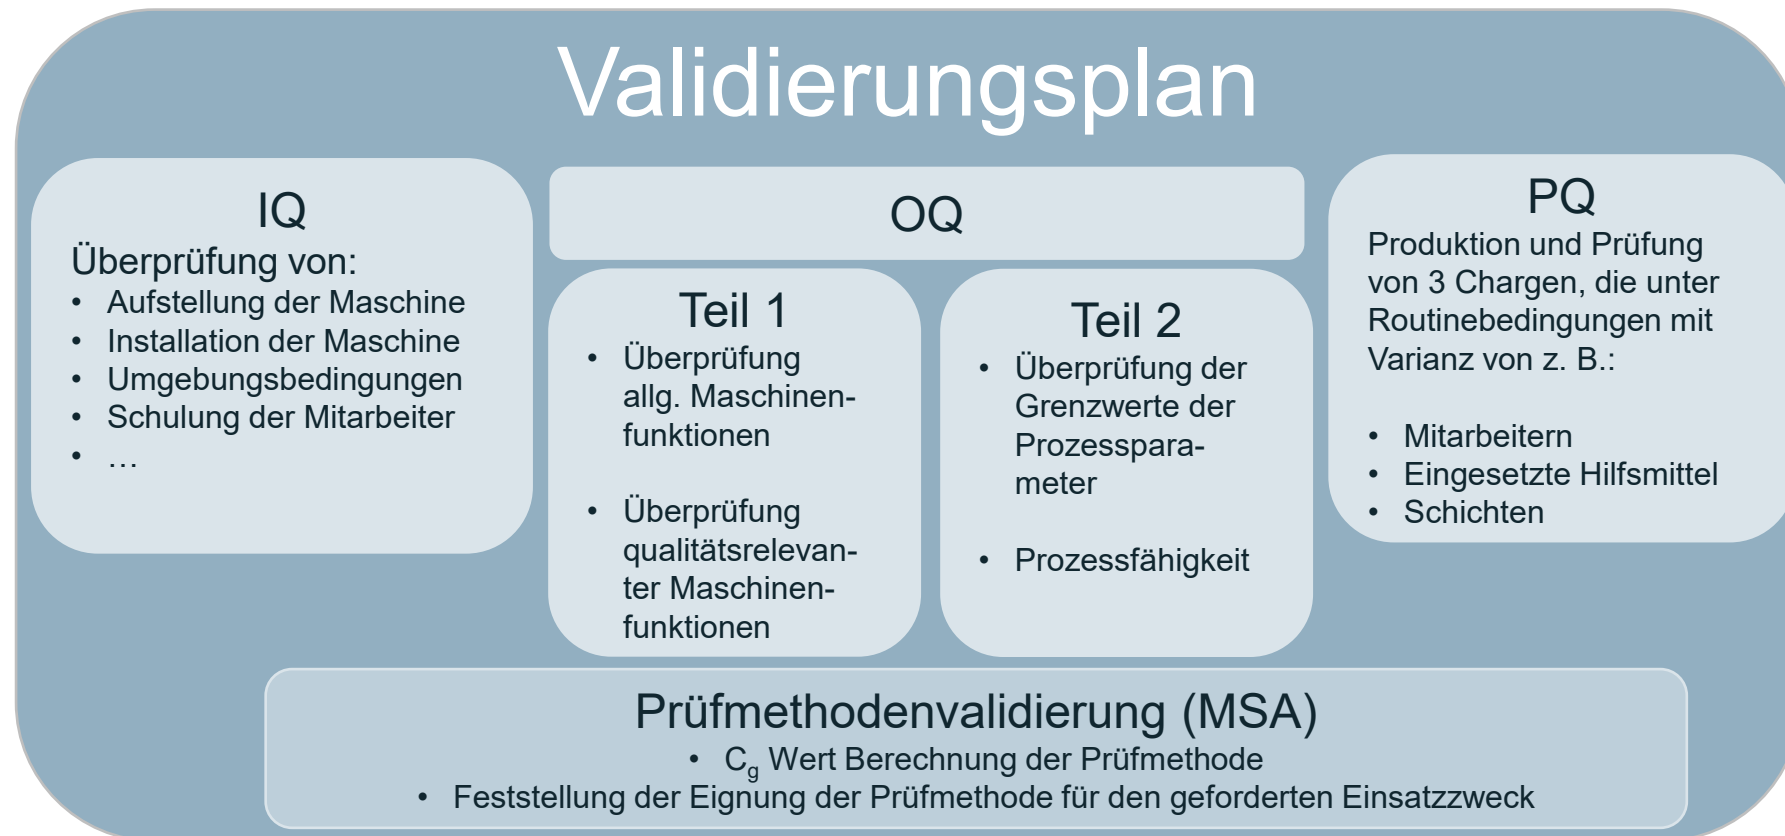 Validierungsplan
IQ
Überprüfung von:
• Aufstellung der Maschine
• Installation der Maschine
• Umgebungsbedingungen
• Schulung der Mitarbeiter
• …
OQ
Teil 1
• Überprüfung
allg. Maschinen-
funktionen
• Überprüfung
qualitätsrelevan-
ter Maschinen-
funktionen
Teil 2
• Überprüfung der
Grenzwerte der
Prozesspara-
meter
• Prozessfähigkeit
PQ
Produktion und Prüfung
von 3 Chargen, die unter
Routinebedingungen mit
Varianz von z. B.:
• Mitarbeitern
• Eingesetzte Hilfsmittel
• Schichten
Prüfmethodenvalidierung (MSA)
• Cg Wert Berechnung der Prüfmethode
• Feststellung der Eignung der Prüfmethode für den geforderten Einsatzzweck